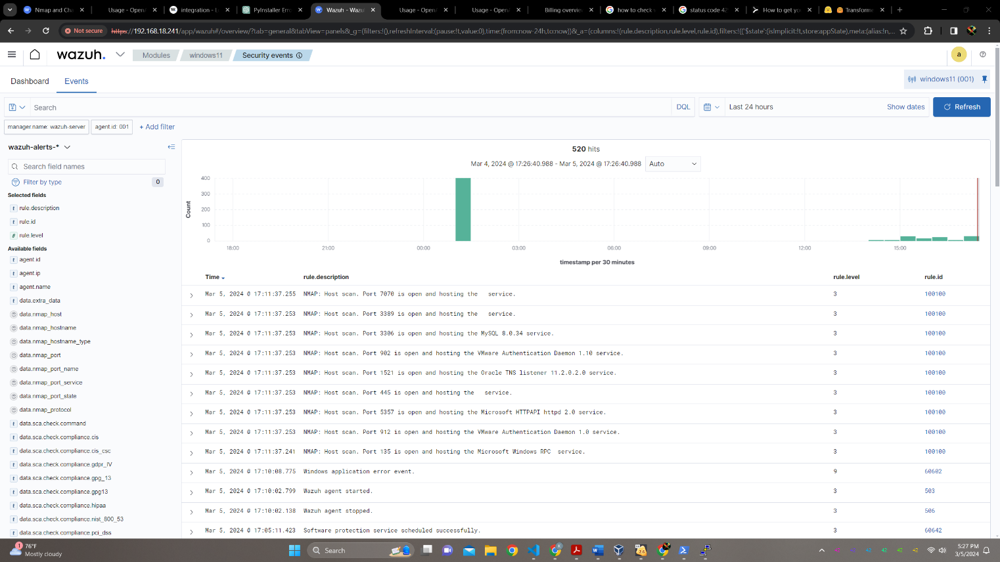 Nmap and Cha
Usage - OpenA
integration - La
PyInstaller Erro
Wazuh - Wazu
Usage - OpenA
Usage - OpenA
Billing overview
how to check w
status code 42
How to get you
Transforme
Not secure
https://192.168.18.241/app/wazuh#/overview/?tab=general&tabView=panels&_g=(filters:!(),refreshInterval:(pause:!t,value:0),time:(from:now-24h,to:now))&_a=(columns:!(rule.description,rule.level,rule.id),filters:!(('$state':(isImplicit:!t,store:appState),meta:(alias:!n,...
wazuh.
Modules
windows11
Security events
a
Dashboard
Events
windows11 (001)
Search
DQL
Last 24 hours
Show dates
Refresh
manager.name: wazuh-server
agent.id: 001
+ Add filter
wazuh-alerts-*
Search field names
Filter by type
0
Selected fields
t rule.description
t rule.id
# rule.level
Available fields
t agent.id
t agent.ip
t agent.name
t data.extra_data
data.nmap_host
data.nmap_hostname
data.nmap_hostname_type
data.nmap_port
data.nmap_port_name
data.nmap_port_service
data.nmap_port_state
data.nmap_protocol
t data.sca.check.command
t data.sca.check.compliance.cis
t data.sca.check.compliance.cis_csc
t data.sca.check.compliance.gdpr_IV
t data.sca.check.compliance.gpg_13
t data.sca.check.compliance.gpg13
t data.sca.check.compliance.hipaa
t data.sca.check.compliance.nist_800_53
t data.sca.check.compliance.pci_dss
520 hits
Mar 4, 2024 @ 17:26:40.988 - Mar 5, 2024 @ 17:26:40.988
Auto
Count
400
300
200
100
0
18:00 21:00 00:00 03:00 06:00 09:00 12:00 15:00
timestamp per 30 minutes
Time rule.description rule.level rule.id
Mar 5, 2024 @ 17:11:37.255 NMAP: Host scan. Port 7070 is open and hosting the service. 3 100100
Mar 5, 2024 @ 17:11:37.253 NMAP: Host scan. Port 3389 is open and hosting the service. 3 100100
Mar 5, 2024 @ 17:11:37.253 NMAP: Host scan. Port 3306 is open and hosting the MySQL 8.0.34 service. 3 100100
Mar 5, 2024 @ 17:11:37.253 NMAP: Host scan. Port 902 is open and hosting the VMware Authentication Daemon 1.10 service. 3 100100
Mar 5, 2024 @ 17:11:37.253 NMAP: Host scan. Port 1521 is open and hosting the Oracle TNS listener 11.2.0.2.0 service. 3 100100
Mar 5, 2024 @ 17:11:37.253 NMAP: Host scan. Port 445 is open and hosting the service. 3 100100
Mar 5, 2024 @ 17:11:37.253 NMAP: Host scan. Port 5357 is open and hosting the Microsoft HTTPAPI httpd 2.0 service. 3 100100
Mar 5, 2024 @ 17:11:37.253 NMAP: Host scan. Port 912 is open and hosting the VMware Authentication Daemon 1.0 service. 3 100100
Mar 5, 2024 @ 17:11:37.241 NMAP: Host scan. Port 135 is open and hosting the Microsoft Windows RPC service. 3 100100
Mar 5, 2024 @ 17:10:08.775 Windows application error event. 9 60602
Mar 5, 2024 @ 17:10:02.799 Wazuh agent started. 3 503
Mar 5, 2024 @ 17:10:02.138 Wazuh agent stopped. 3 506
Mar 5, 2024 @ 17:05:11.423 Software protection service scheduled successfully. 3 60642
1
76°F
Mostly cloudy
Search
5:27 PM
3/5/2024